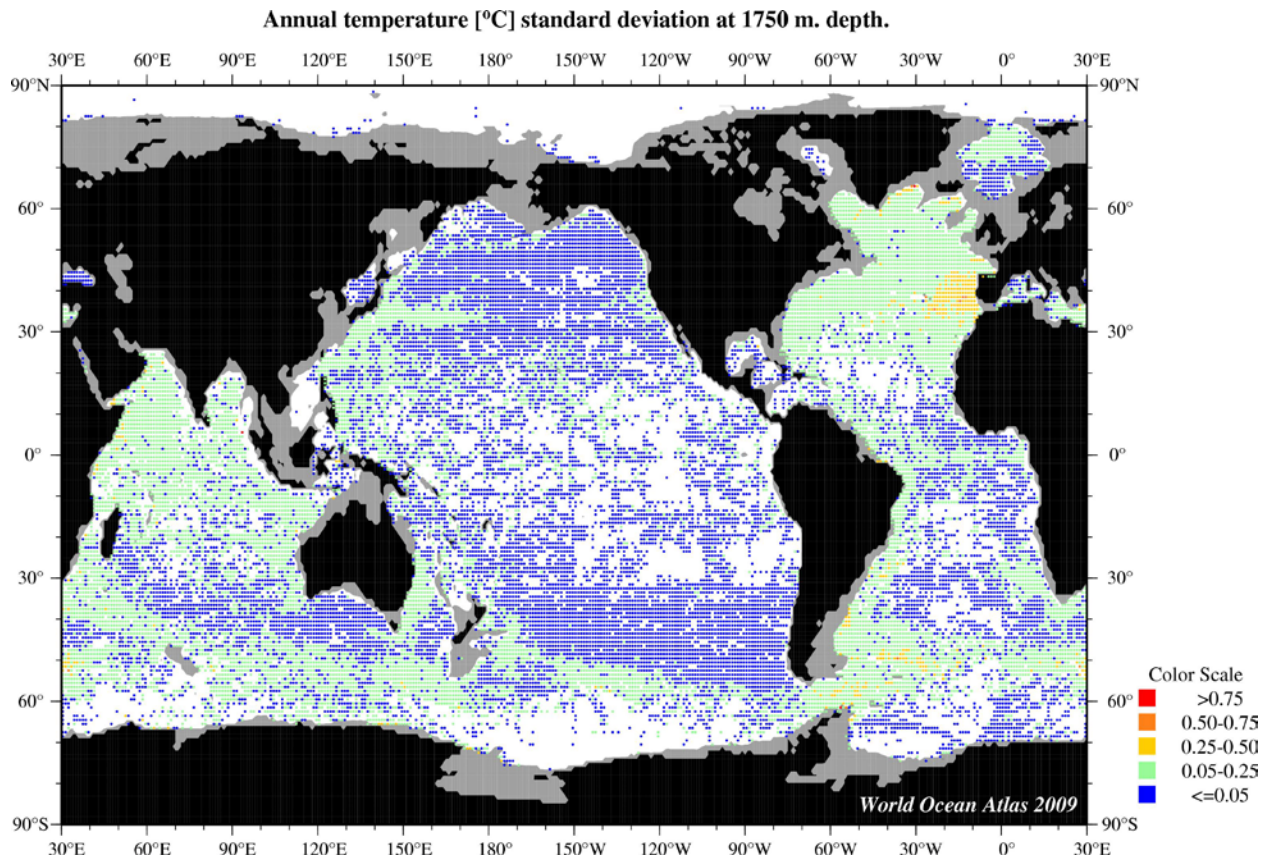 Annual temperature [ºC] standard deviation at 1750 m. depth.
30°E 60°E 90°E 120°E 150°E 180° 150°W 120°W 90°W 60°W 30°W 0° 30°E
90°N 90°N
60° 60°
30° 30°
0° 0°
30° 30°
60° 60°
Color Scale
>0.75
0.50-0.75
0.25-0.50
0.05-0.25
<=0.05
World Ocean Atlas 2009
90°S 90°S
30°E 60°E 90°E 120°E 150°E 180° 150°W 120°W 90°W 60°W 30°W 0° 30°E